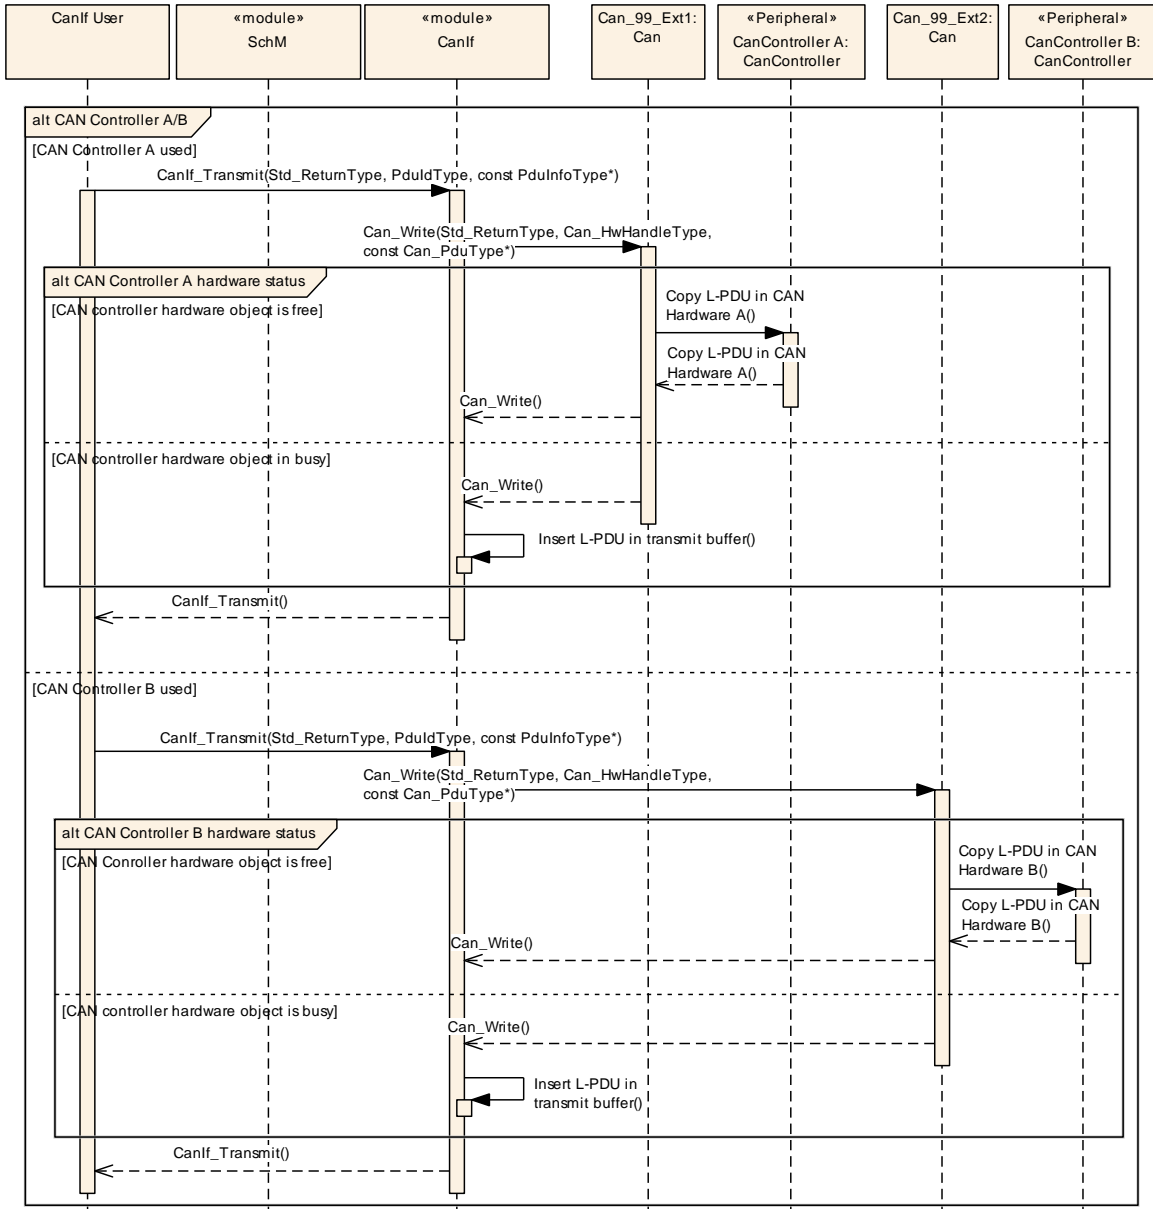 CanIf User
«module»
SchM
«module»
CanIf
Can_99_Ext1:
Can
«Peripheral»
CanController A:
CanController
Can_99_Ext2:
Can
«Peripheral»
CanController B:
CanController
alt CAN Controller A/B
[CAN Controller A used]
CanIf_Transmit(Std_ReturnType, PduIdType, const PduInfoType*)
Can_Write(Std_ReturnType, Can_HwHandleType,
const Can_PduType*)
alt CAN Controller A hardware status
[CAN controller hardware object is free]
Copy L-PDU in CAN
Hardware A()
Copy L-PDU in CAN
Hardware A()
Can_Write()
[CAN controller hardware object in busy]
Can_Write()
Insert L-PDU in transmit buffer()
CanIf_Transmit()
[CAN Controller B used]
CanIf_Transmit(Std_ReturnType, PduIdType, const PduInfoType*)
Can_Write(Std_ReturnType, Can_HwHandleType,
const Can_PduType*)
alt CAN Controller B hardware status
[CAN Conroller hardware object is free]
Copy L-PDU in CAN
Hardware B()
Copy L-PDU in CAN
Hardware B()
Can_Write()
[CAN controller hardware object is busy]
Can_Write()
Insert L-PDU in
transmit buffer()
CanIf_Transmit()